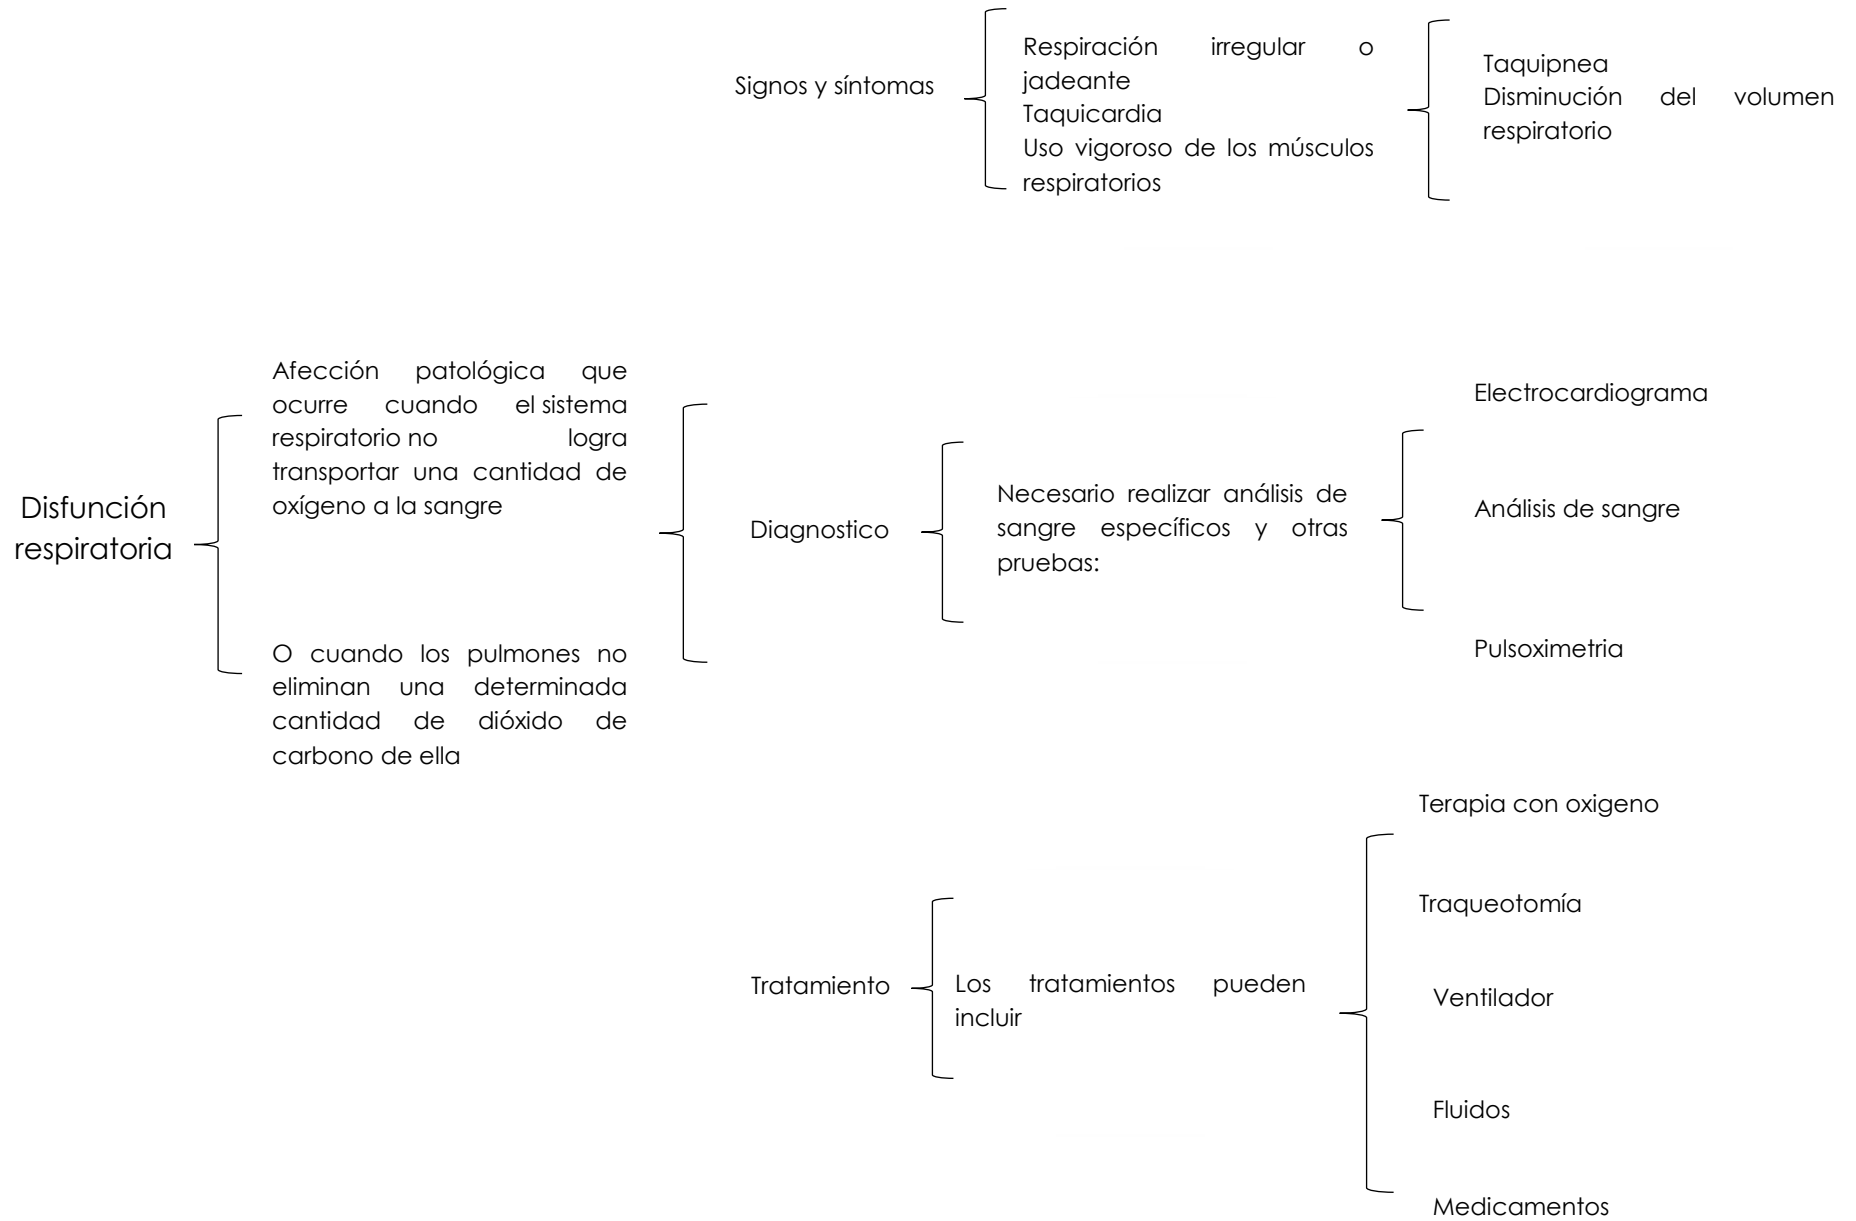 Signos y síntomas
Respiración irregular o
jadeante
Taquicardia
Uso vigoroso de los músculos
respiratorios
Taquipnea
Disminución del volumen
respiratorio
Disfunción
respiratoria
Afección patológica que
ocurre cuando el sistema
respiratorio no logra
transportar una cantidad de
oxígeno a la sangre
O cuando los pulmones no
eliminan una determinada
cantidad de dióxido de
carbono de ella
Diagnostico
Necesario realizar análisis de
sangre específicos y otras
pruebas:
Electrocardiograma
Análisis de sangre
Pulsoximetria
Tratamiento
Los tratamientos pueden
incluir
Terapia con oxigeno
Traqueotomía
Ventilador
Fluidos
Medicamentos